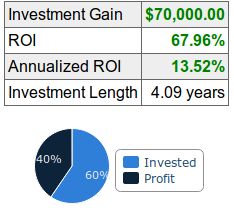 Investment Gain $70,000.00
ROI 67.96%
Annualized ROI 13.52%
Investment Length 4.09 years
40%
60%
Invested
Profit